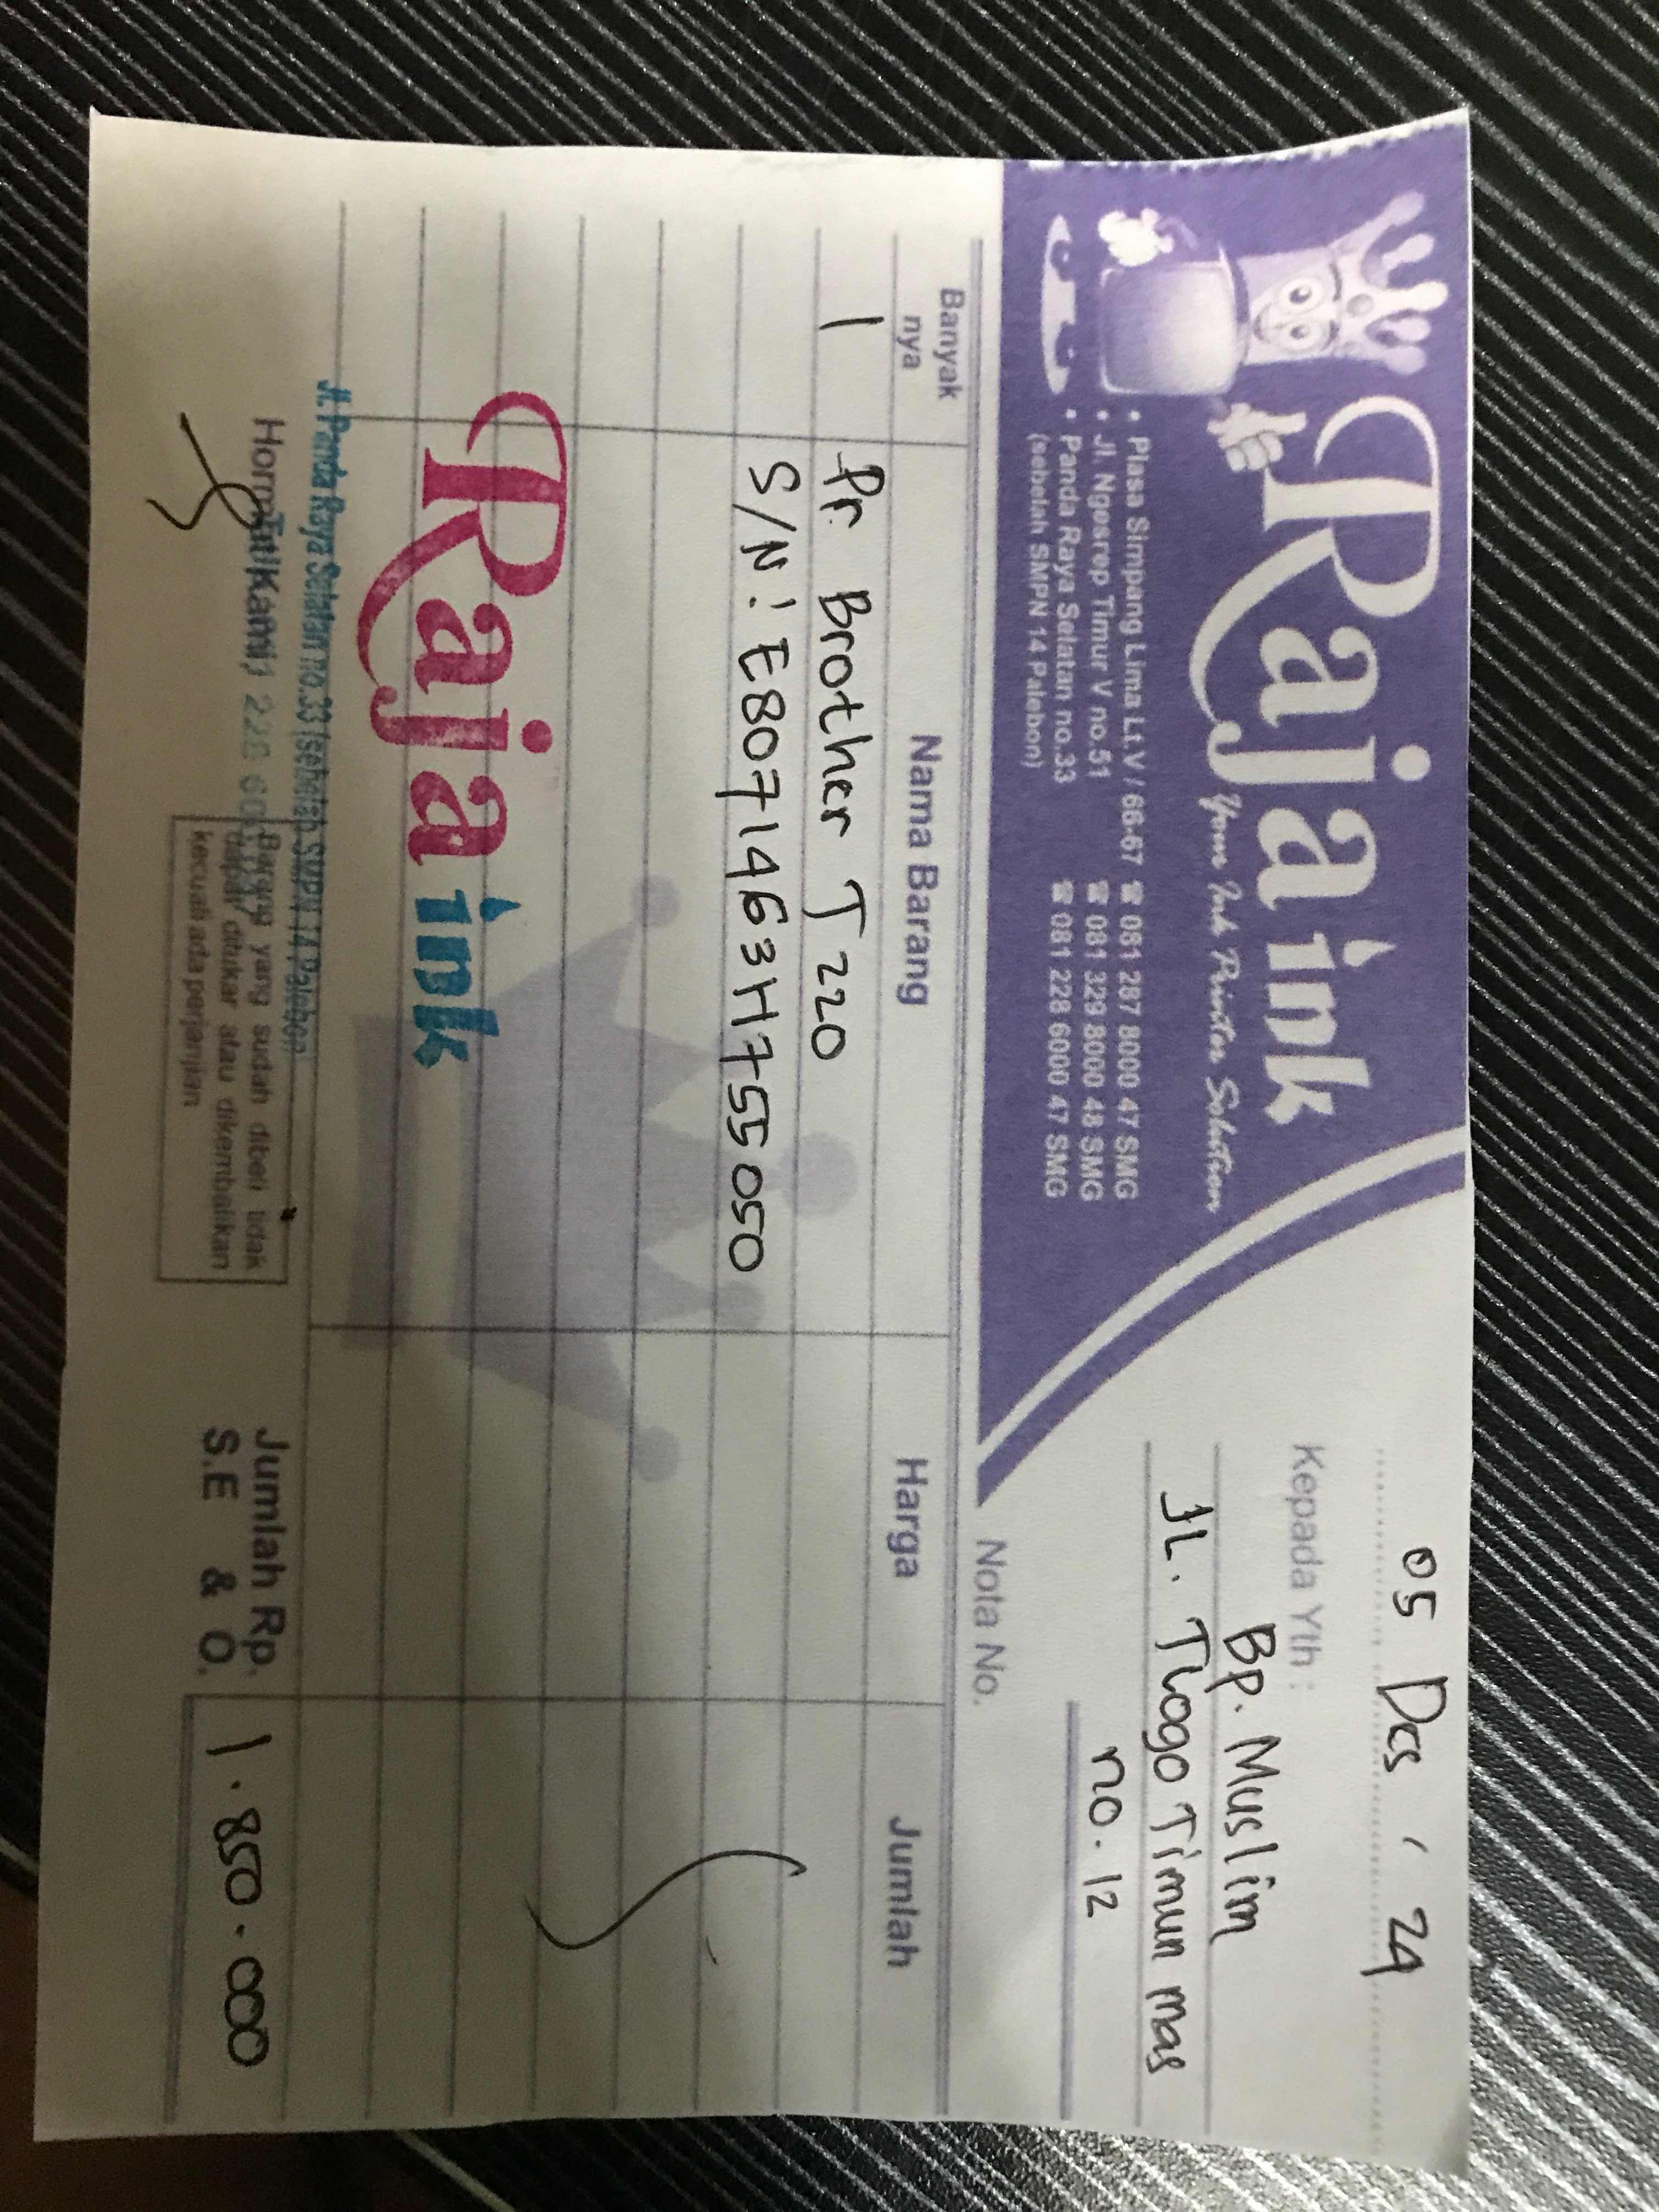 Raja ink
Your Ink Printer Solution
• Plasa Simpang Lima Lt.V / 66-67 ☎ 081 287 8000 47 SMG
• Jl. Ngesrep Timur V no.51 ☎ 081 329 8000 48 SMG
• Panda Raya Selatan no.33 ☎ 081 228 6000 47 SMG
(sebelah SMPN 14 Palebon)
05 Des ' 24
Kepada Yth :
Bp. Muslim
JL. Tlogo Timun mas
no. 12
Nota No.
Banyak nya Nama Barang Harga Jumlah
1 Pr. Brother T 220
S/N : E8071463H755050
Raja ink
Jl. Panda Raya Selatan no.33 (sebelah SMPN 14 Palebon)
Hormat Kami,
Barang yang sudah dibeli tidak
dapat ditukar atau dikembalikan
kecuali ada perjanjian
Jumlah Rp. 1.850.000
S.E & O.